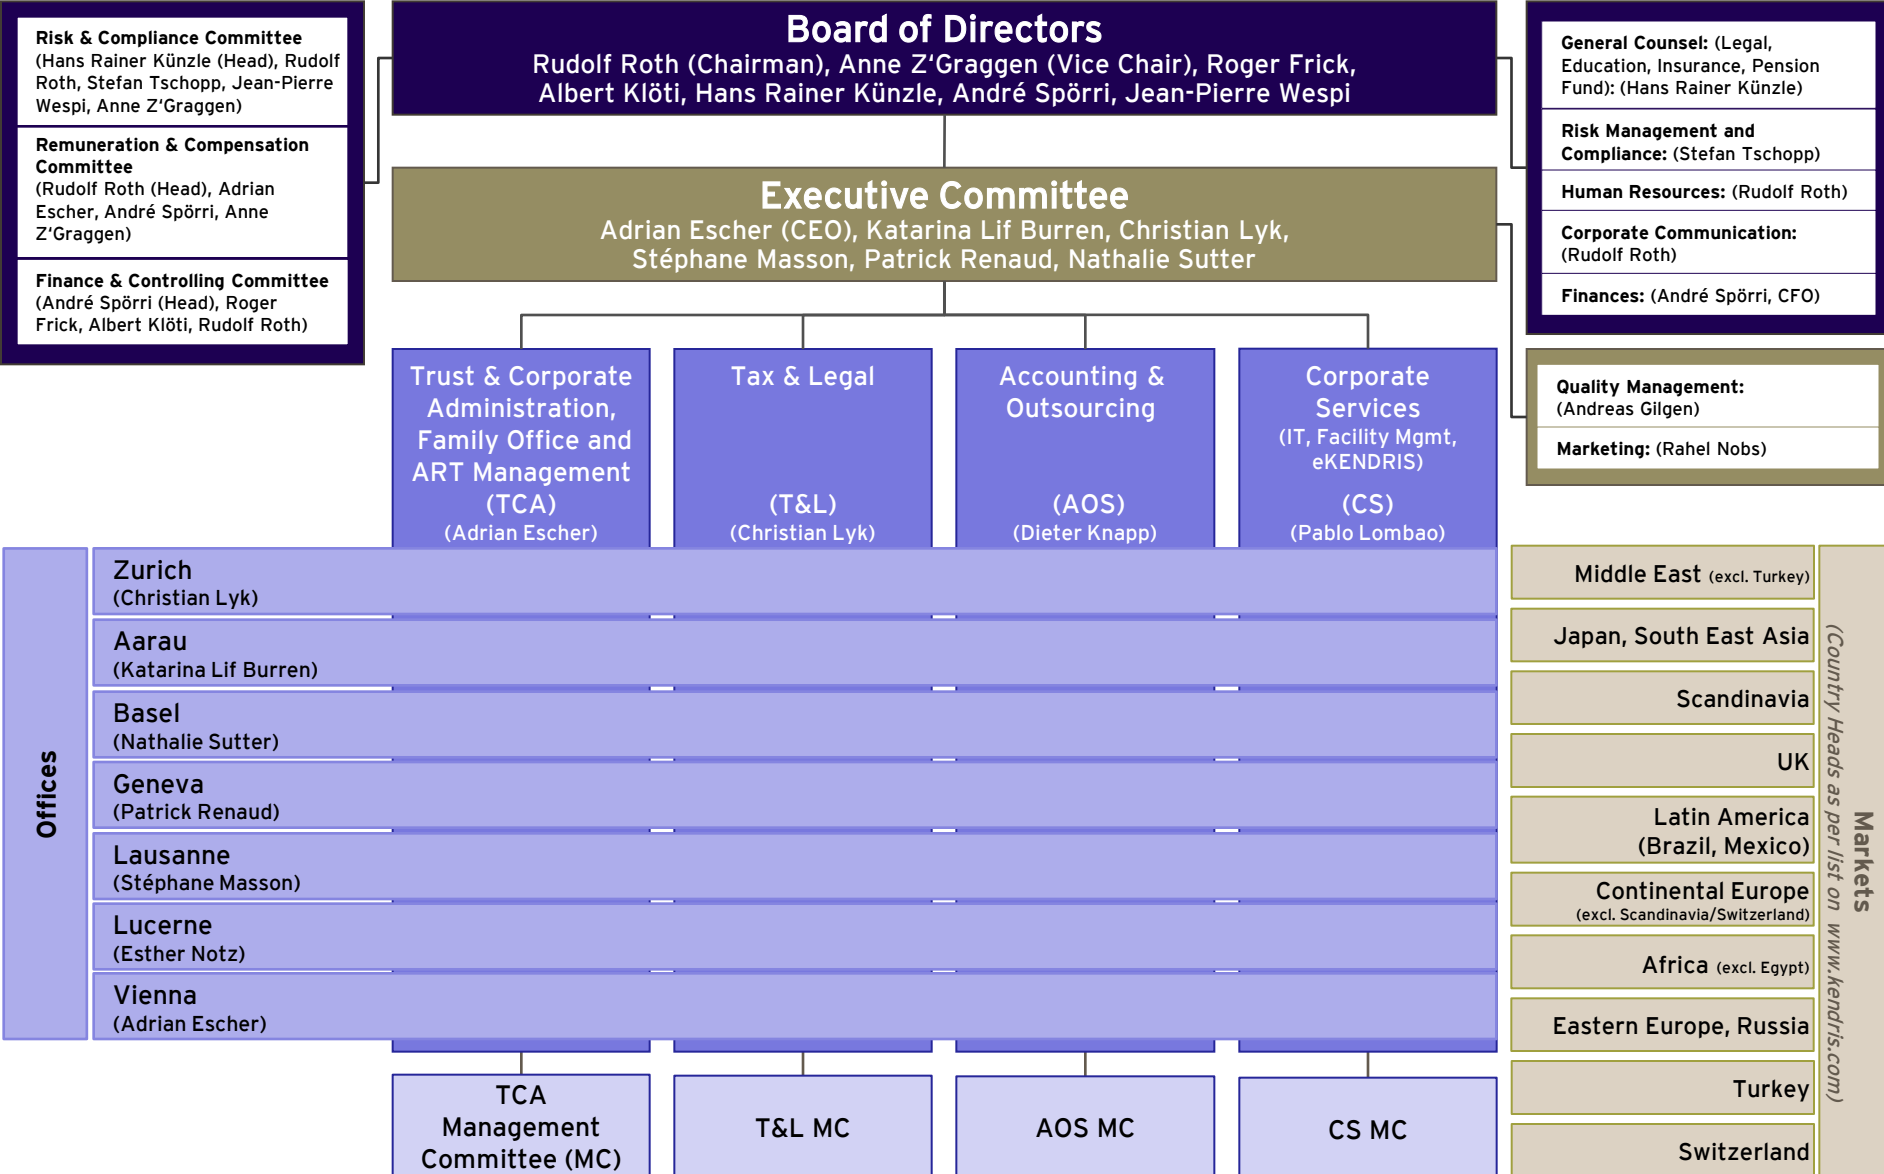 Risk & Compliance Committee
(Hans Rainer Künzle (Head), Rudolf
Roth, Stefan Tschopp, Jean-Pierre
Wespi, Anne Z‘Graggen)
Remuneration & Compensation
Committee
(Rudolf Roth (Head), Adrian
Escher, André Spörri, Anne
Z‘Graggen)
Finance & Controlling Committee
(André Spörri (Head), Roger
Frick, Albert Klöti, Rudolf Roth)
Board of Directors
Rudolf Roth (Chairman), Anne Z‘Graggen (Vice Chair), Roger Frick,
Albert Klöti, Hans Rainer Künzle, André Spörri, Jean-Pierre Wespi
Executive Committee
Adrian Escher (CEO), Katarina Lif Burren, Christian Lyk,
Stéphane Masson, Patrick Renaud, Nathalie Sutter
General Counsel: (Legal,
Education, Insurance, Pension
Fund): (Hans Rainer Künzle)
Risk Management and
Compliance: (Stefan Tschopp)
Human Resources: (Rudolf Roth)
Corporate Communication:
(Rudolf Roth)
Finances: (André Spörri, CFO)
Quality Management:
(Andreas Gilgen)
Marketing: (Rahel Nobs)
Trust & Corporate
Administration,
Family Office and
ART Management
(TCA)
(Adrian Escher)
Tax & Legal
(T&L)
(Christian Lyk)
Accounting &
Outsourcing
(AOS)
(Dieter Knapp)
Corporate
Services
(IT, Facility Mgmt,
eKENDRIS)
(CS)
(Pablo Lombao)
Offices
Zurich
(Christian Lyk)
Aarau
(Katarina Lif Burren)
Basel
(Nathalie Sutter)
Geneva
(Patrick Renaud)
Lausanne
(Stéphane Masson)
Lucerne
(Esther Notz)
Vienna
(Adrian Escher)
TCA
Management
Committee (MC)
T&L MC
AOS MC
CS MC
Middle East (excl. Turkey)
Japan, South East Asia
Scandinavia
UK
Latin America
(Brazil, Mexico)
Continental Europe
(excl. Scandinavia/Switzerland)
Africa (excl. Egypt)
Eastern Europe, Russia
Turkey
Switzerland
Markets
(Country Heads as per list on www.kendris.com)